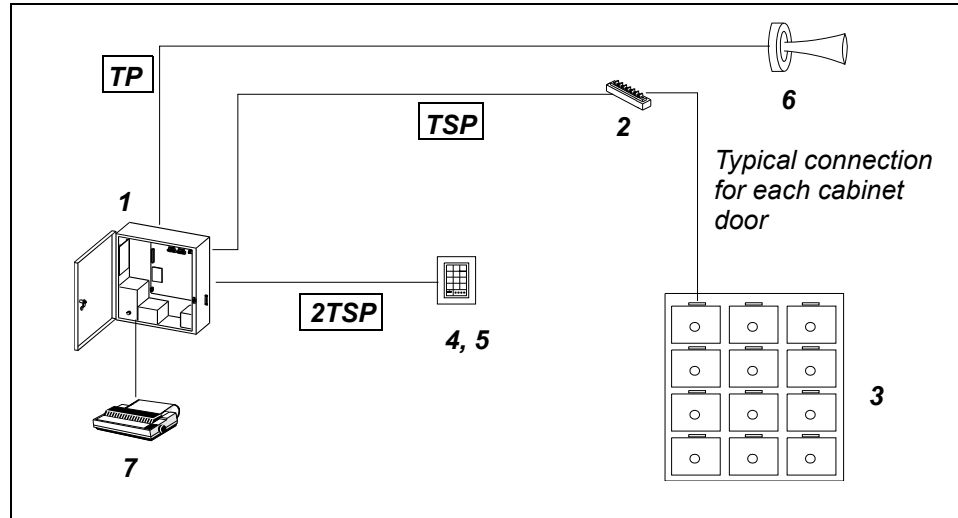 TP
6
TSP
2
Typical connection
for each cabinet
door
1
2TSP
4, 5
3
7